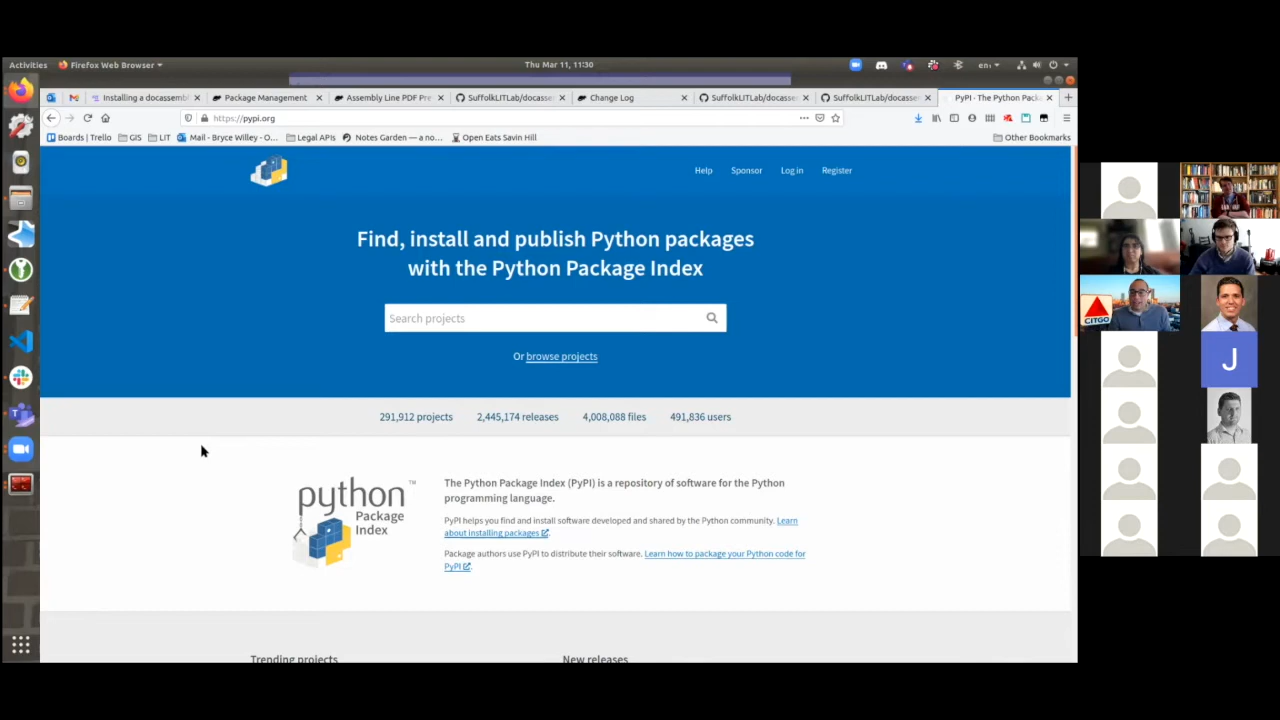 Activities Firefox Web Browser Thu Mar 11, 11:30 en
Installing a docassemb Package Management Assembly Line PDF Pre SuffolkLITLab/docasse Change Log SuffolkLITLab/docasse SuffolkLITLab/docasse PyPI · The Python Pack
https://pypi.org
Boards | Trello GIS LIT Mail - Bryce Willey - O... Legal APIs Notes Garden — a no... Open Eats Savin Hill Other Bookmarks
Help Sponsor Log in Register
Find, install and publish Python packages
with the Python Package Index
Search projects
Or browse projects
291,912 projects 2,445,174 releases 4,008,088 files 491,836 users
python™
Package
Index
The Python Package Index (PyPI) is a repository of software for the Python
programming language.
PyPI helps you find and install software developed and shared by the Python community. Learn
about installing packages.
Package authors use PyPI to distribute their software. Learn how to package your Python code for
PyPI.
Trending projects New releases
CITGO
J